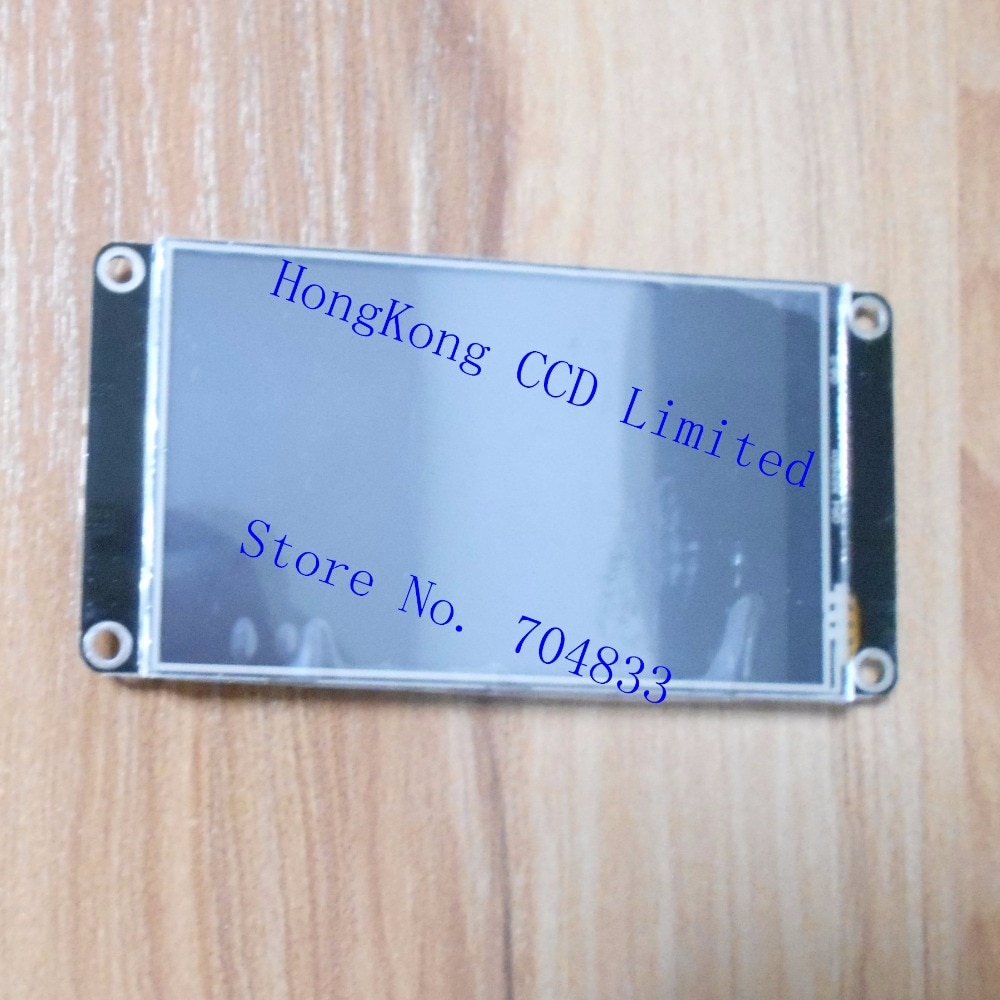 HongKong CCD Limited
Store No. 704833